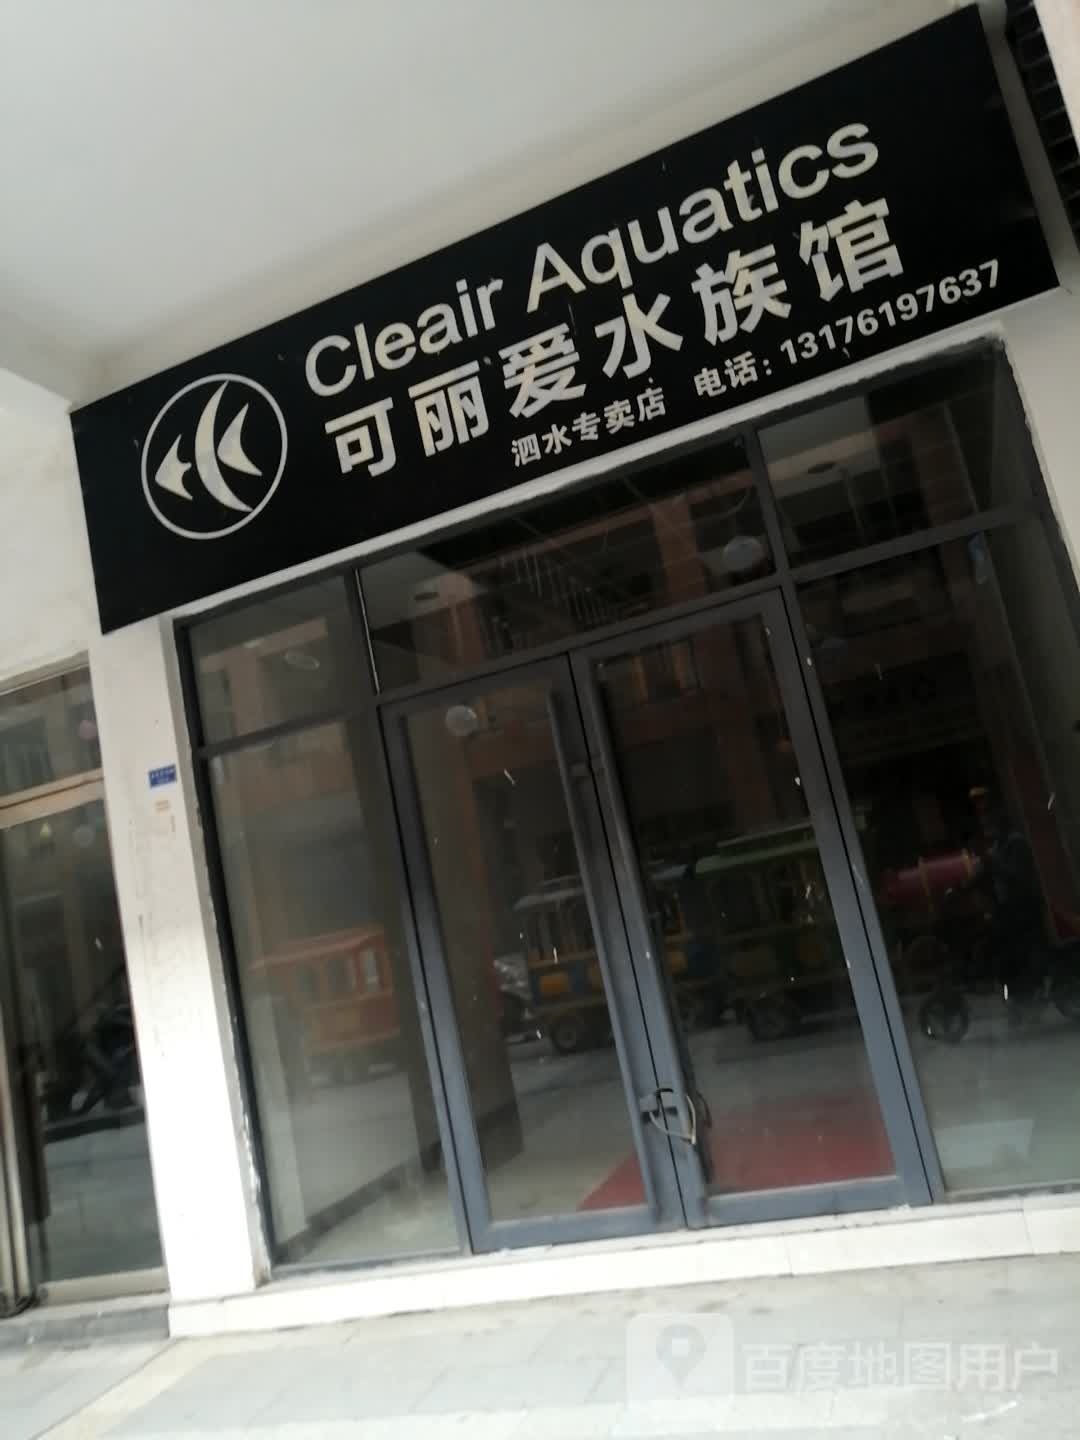 Cleair Aquatics
可丽爱水族馆
泗水专卖店 电话：13176197637
百度地图用户